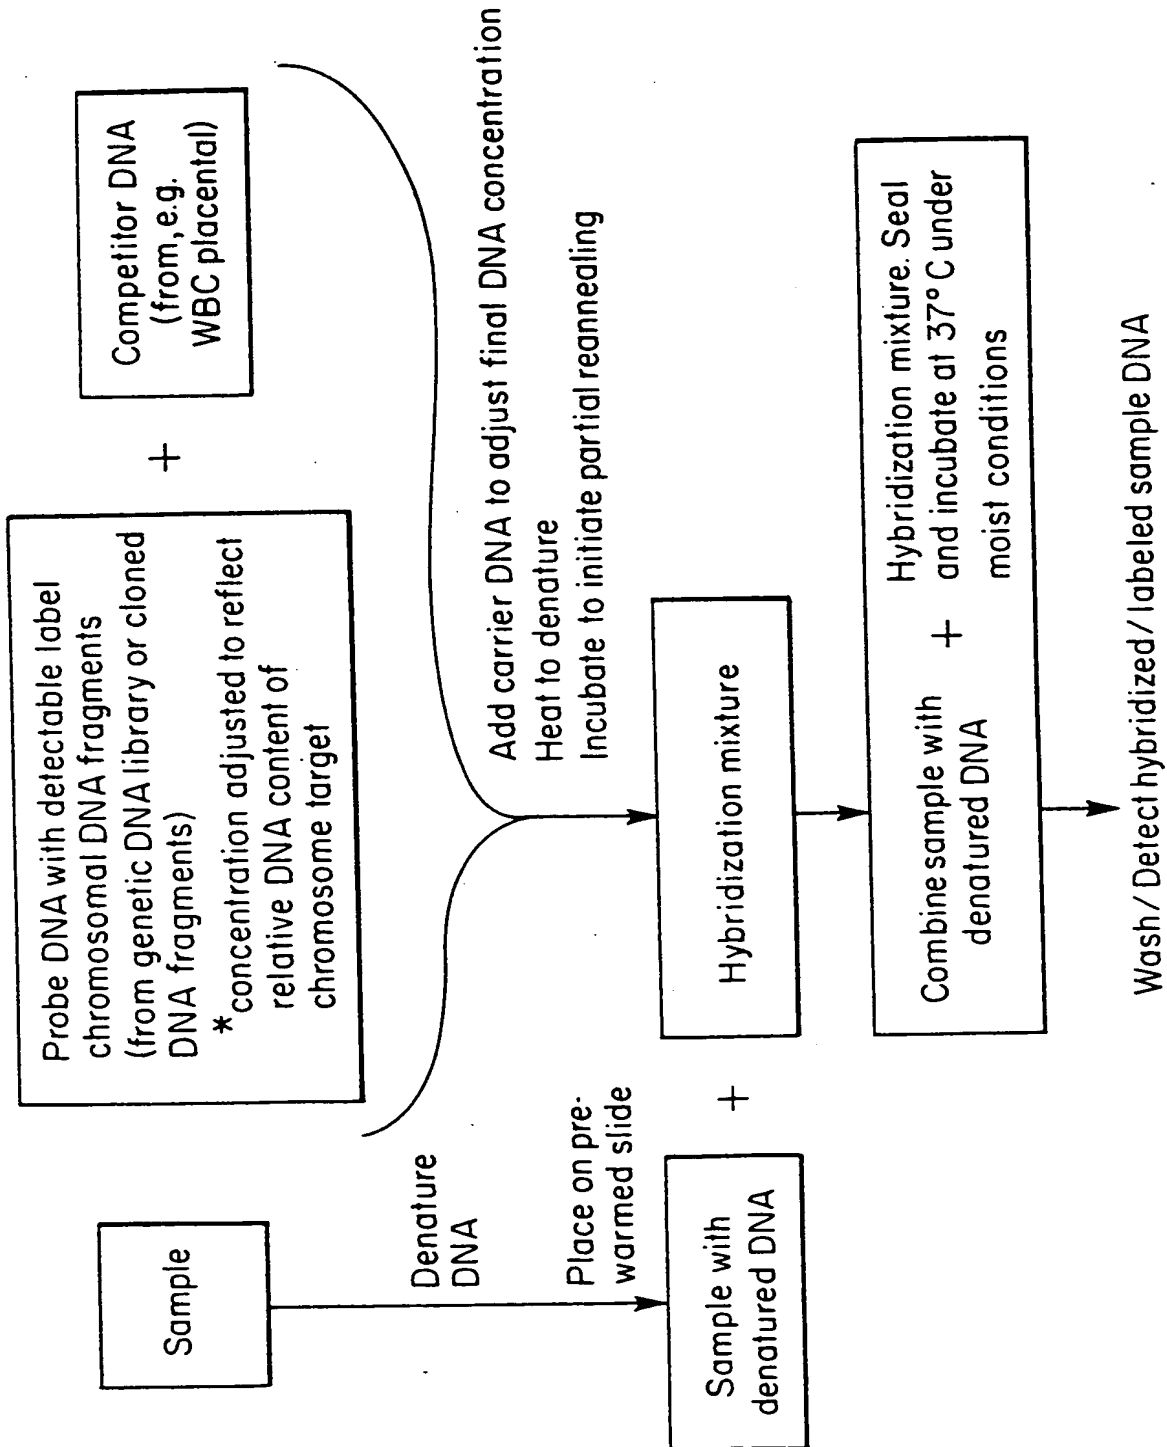 Sample
Denature
DNA
Place on pre-
warmed slide
Sample with
denatured DNA
+
Probe DNA with detectable label
chromosomal DNA fragments
(from genetic DNA library or cloned
DNA fragments)
*concentration adjusted to reflect
relative DNA content of
chromosome target
+
Competitor DNA
(from, e.g.
WBC placental)
Add carrier DNA to adjust final DNA concentration
Heat to denature
Incubate to initiate partial reannealing
Hybridization mixture
Combine sample with
denatured DNA
+
Hybridization mixture. Seal
and incubate at 37° C under
moist conditions
Wash / Detect hybridized / labeled sample DNA